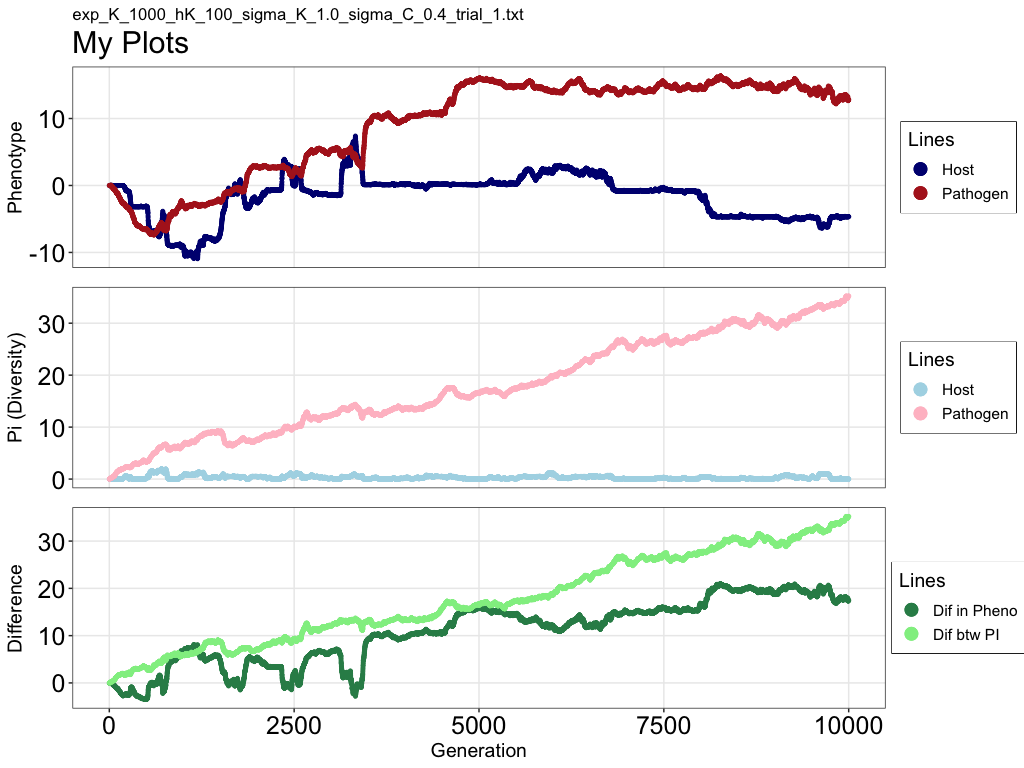 exp_K_1000_hK_100_sigma_K_1.0_sigma_C_0.4_trial_1.txt
My Plots
Phenotype
10
0
-10
Lines
Host
Pathogen
Pi (Diversity)
30
20
10
0
Lines
Host
Pathogen
Difference
30
20
10
0
Lines
Dif in Pheno
Dif btw PI
0 2500 5000 7500 10000
Generation